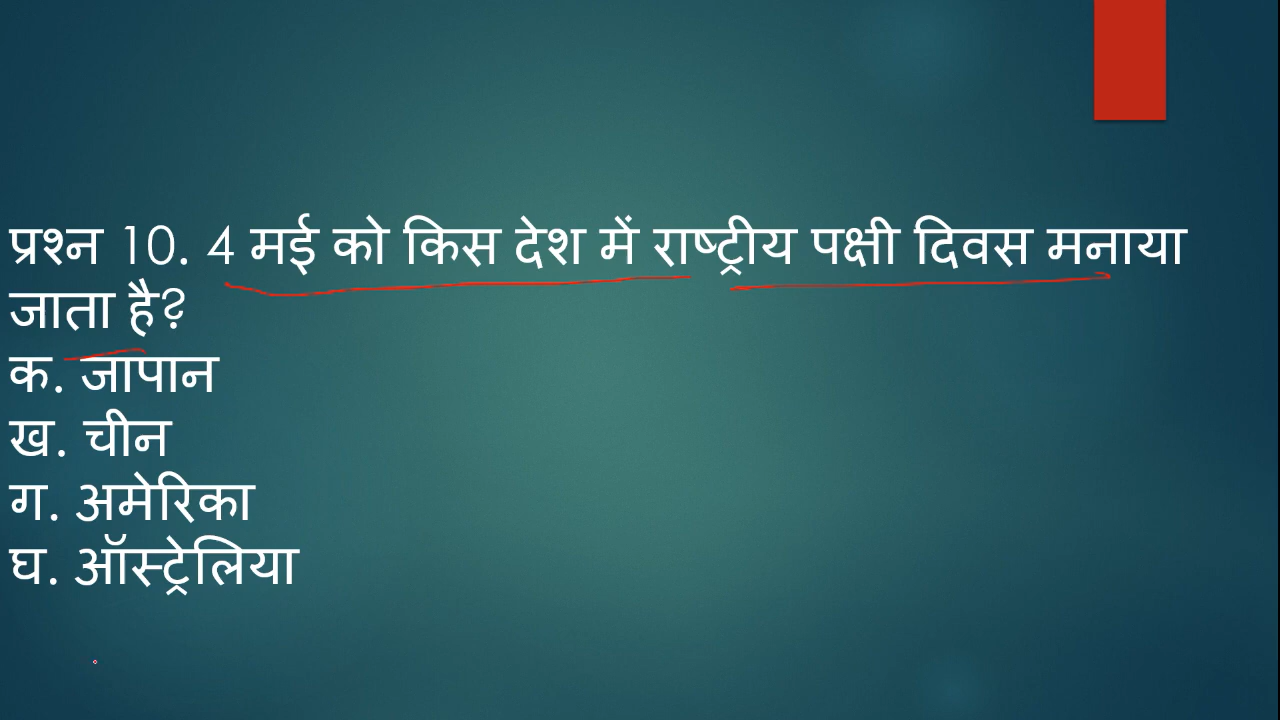 प्रश्न 10. 4 मई को किस देश में राष्ट्रीय पक्षी दिवस मनाया
जाता है?
क. जापान
ख. चीन
ग. अमेरिका
घ. ऑस्ट्रेलिया